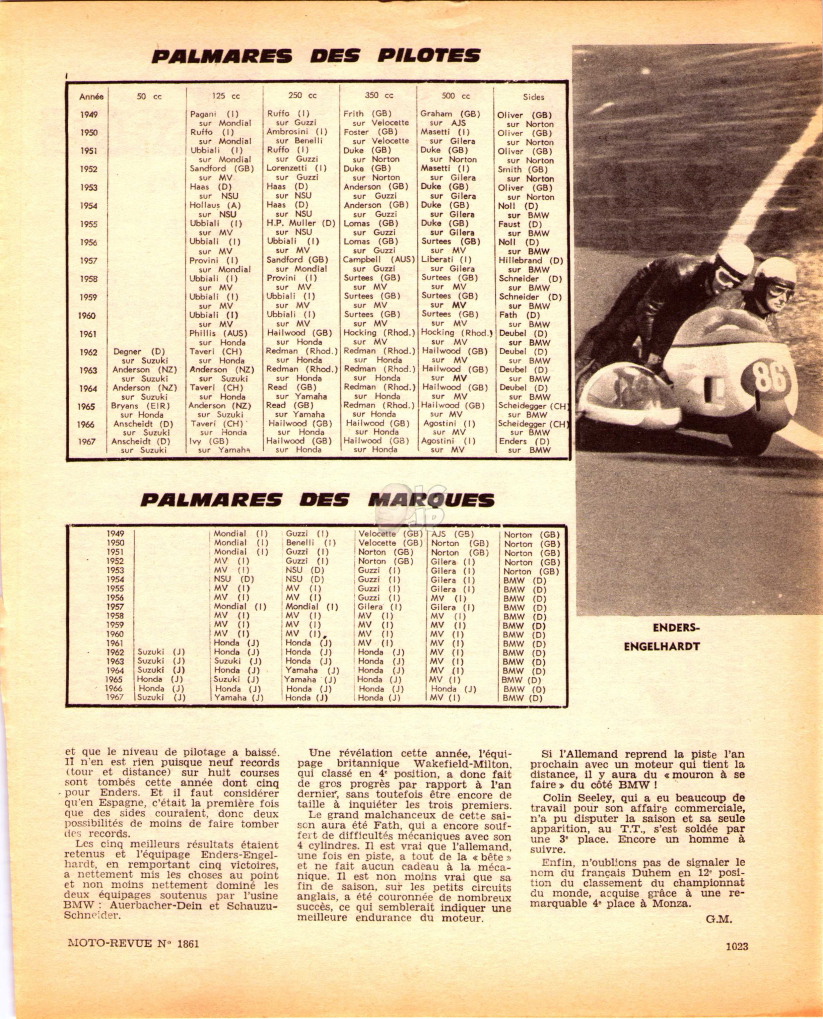 PALMARES DES PILOTES
Année 50 cc 125 cc 250 cc 350 cc 500 cc Sides
1949 Pagani (I) Ruffo (I) Frith (GB) Graham (GB) Oliver (GB)
sur Mondial sur Guzzi sur Velocette sur AJS sur Norton
1950 Ruffo (I) Ambrosini (I) Foster (GB) Masetti (I) Oliver (GB)
sur Mondial sur Benelli sur Velocette sur Gilera sur Norton
1951 Ubbiali (I) Ruffo (I) Duke (GB) Duke (GB) Oliver (GB)
sur Mondial sur Guzzi sur Norton sur Norton sur Norton
1952 Sandford (GB) Lorenzetti (I) Duke (GB) Masetti (I) Smith (GB)
sur MV sur Guzzi sur Norton sur Gilera sur Norton
1953 Haas (D) Haas (D) Anderson (GB) Duke (GB) Oliver (GB)
sur NSU sur NSU sur Guzzi sur Gilera sur Norton
1954 Hollaus (A) Haas (D) Anderson (GB) Duke (GB) Noll (D)
sur NSU sur NSU sur Guzzi sur Gilera sur BMW
1955 Ubbiali (I) H.P. Muller (D) Lomas (GB) Duke (GB) Faust (D)
sur MV sur NSU sur Guzzi sur Gilera sur BMW
1956 Ubbiali (I) Ubbiali (I) Lomas (GB) Surtees (GB) Noll (D)
sur MV sur MV sur Guzzi sur MV sur BMW
1957 Provini (I) Sandford (GB) Campbell (AUS) Liberati (I) Hillebrand (D)
sur Mondial sur Mondial sur Guzzi sur Gilera sur BMW
1958 Ubbiali (I) Provini (I) Surtees (GB) Surtees (GB) Schneider (D)
sur MV sur MV sur MV sur MV sur BMW
1959 Ubbiali (I) Ubbiali (I) Surtees (GB) Surtees (GB) Schneider (D)
sur MV sur MV sur MV sur MV sur BMW
1960 Ubbiali (I) Ubbiali (I) Surtees (GB) Surtees (GB) Fath (D)
sur MV sur MV sur MV sur MV sur BMW
1961 Phillis (AUS) Hailwood (GB) Hocking (Rhod.) Hocking (Rhod.) Deubel (D)
sur Honda sur Honda sur MV sur MV sur BMW
1962 Degner (D) Taveri (CH) Redman (Rhod.) Redman (Rhod.) Hailwood (GB) Deubel (D)
sur Suzuki sur Honda sur Honda sur Honda sur MV sur BMW
1963 Anderson (NZ) Anderson (NZ) Redman (Rhod.) Redman (Rhod.) Hailwood (GB) Deubel (D)
sur Suzuki sur Suzuki sur Honda sur Honda sur MV sur BMW
1964 Anderson (NZ) Taveri (CH) Read (GB) Redman (Rhod.) Hailwood (GB) Deubel (D)
sur Suzuki sur Honda sur Yamaha sur Honda sur MV sur BMW
1965 Bryans (EIR) Anderson (NZ) Read (GB) Redman (Rhod.) Hailwood (GB) Scheidegger (CH)
sur Honda sur Suzuki sur Yamaha sur Honda sur MV sur BMW
1966 Anscheidt (D) Taveri (CH) Hailwood (GB) Hailwood (GB) Agostini (I) Scheidegger (CH)
sur Suzuki sur Honda sur Honda sur Honda sur MV sur BMW
1967 Anscheidt (D) Ivy (GB) Hailwood (GB) Hailwood (GB) Agostini (I) Enders (D)
sur Suzuki sur Yamaha sur Honda sur Honda sur MV sur BMW
86
PALMARES DES MARQUES
1949 Mondial (I) Guzzi (I) Velocette (GB) AJS (GB) Norton (GB)
1950 Mondial (I) Benelli (I) Velocette (GB) Norton (GB) Norton (GB)
1951 Mondial (I) Guzzi (I) Norton (GB) Norton (GB) Norton (GB)
1952 MV (I) Guzzi (I) Norton (GB) Gilera (I) Norton (GB)
1953 MV (I) NSU (D) Guzzi (I) Gilera (I) Norton (GB)
1954 NSU (D) NSU (D) Guzzi (I) Gilera (I) BMW (D)
1955 MV (I) MV (I) Guzzi (I) Gilera (I) BMW (D)
1956 MV (I) MV (I) Guzzi (I) MV (I) BMW (D)
1957 Mondial (I) Mondial (I) Gilera (I) Gilera (I) BMW (D)
1958 MV (I) MV (I) MV (I) MV (I) BMW (D)
1959 MV (I) MV (I) MV (I) MV (I) BMW (D)
1960 MV (I) MV (I) MV (I) MV (I) BMW (D)
1961 Honda (J) Honda (J) MV (I) MV (I) BMW (D)
1962 Suzuki (J) Honda (J) Honda (J) Honda (J) MV (I) BMW (D)
1963 Suzuki (J) Suzuki (J) Honda (J) Honda (J) MV (I) BMW (D)
1964 Suzuki (J) Honda (J) Yamaha (J) Honda (J) MV (I) BMW (D)
1965 Honda (J) Suzuki (J) Yamaha (J) Honda (J) MV (I) BMW (D)
1966 Honda (J) Honda (J) Honda (J) Honda (J) Honda (J) BMW (D)
1967 Suzuki (J) Yamaha (J) Honda (J) Honda (J) MV (I) BMW (D)
ENDERS-
ENGELHARDT
et que le niveau de pilotage a baissé.
Il n'en est rien puisque neuf records
(tour et distance) sur huit courses
sont tombés cette année dont cinq
pour Enders. Et il faut considérer
qu'en Espagne, c'était la première fois
que des sides couraient, donc deux
possibilités de moins de faire tomber
des records.
Les cinq meilleurs résultats étaient
retenus et l'équipage Enders-Engel-
hardt, en remportant cinq victoires,
a nettement mis les choses au point
et non moins nettement dominé les
deux équipages soutenus par l'usine
BMW : Auerbacher-Dein et Schauzu-
Schneider.
Une révélation cette année, l'équi-
page britannique Wakefield-Milton,
qui classé en 4e position, a donc fait
de gros progrès par rapport à l'an
dernier, sans toutefois être encore de
taille à inquiéter les trois premiers.
Le grand malchanceux de cette sai-
son aura été Fath, qui a encore souf-
fert de difficultés mécaniques avec son
4 cylindres. Il est vrai que l'allemand,
une fois en piste, a tout de la « bête »
et ne fait aucun cadeau à la méca-
nique. Il est non moins vrai que sa
fin de saison, sur les petits circuits
anglais, a été couronnée de nombreux
succès, ce qui semblerait indiquer une
meilleure endurance du moteur.
Si l'Allemand reprend la piste l'an
prochain avec un moteur qui tient la
distance, il y aura du « mouron à se
faire » du côté BMW !
Colin Seeley, qui a eu beaucoup de
travail pour son affaire commerciale,
n'a pu disputer la saison et sa seule
apparition, au T.T., s'est soldée par
une 3e place. Encore un homme à
suivre.
Enfin, n'oublions pas de signaler le
nom du français Duhem en 12e posi-
tion du classement du championnat
du monde, acquise grâce à une re-
marquable 4e place à Monza.
G.M.
MOTO-REVUE N° 1861
1023